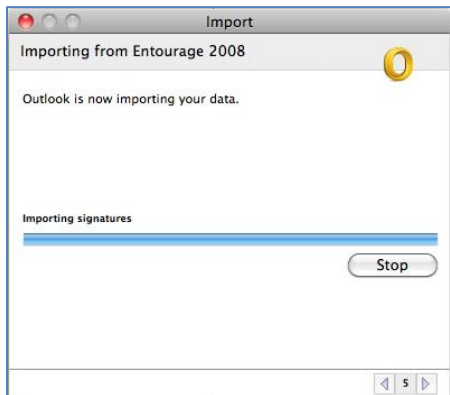 Import
Importing from Entourage 2008
Outlook is now importing your data.
Importing signatures
Stop
5